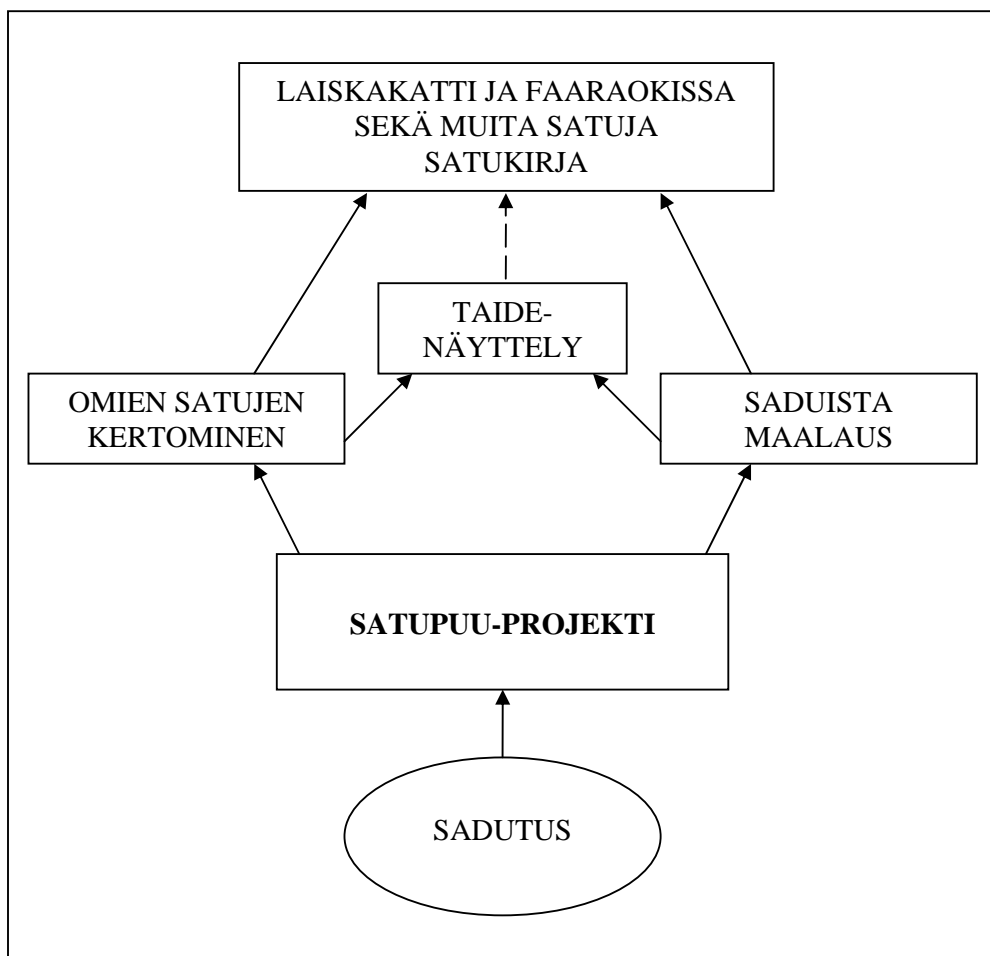 LAISKAKATTI JA FAARAOKISSA
SEKÄ MUITA SATUJA
SATUKIRJA
TAIDE-
NÄYTTELY
OMIEN SATUJEN
KERTOMINEN
SADUISTA
MAALAUS
SATUPUU-PROJEKTI
SADUTUS